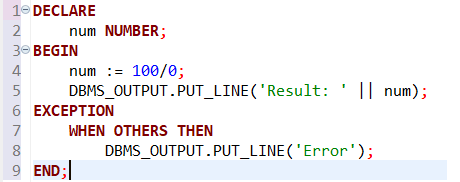 1 DECLARE
2     num NUMBER;
3 BEGIN
4     num := 100/0;
5     DBMS_OUTPUT.PUT_LINE('Result: ' || num);
6 EXCEPTION
7     WHEN OTHERS THEN
8         DBMS_OUTPUT.PUT_LINE('Error');
9 END;